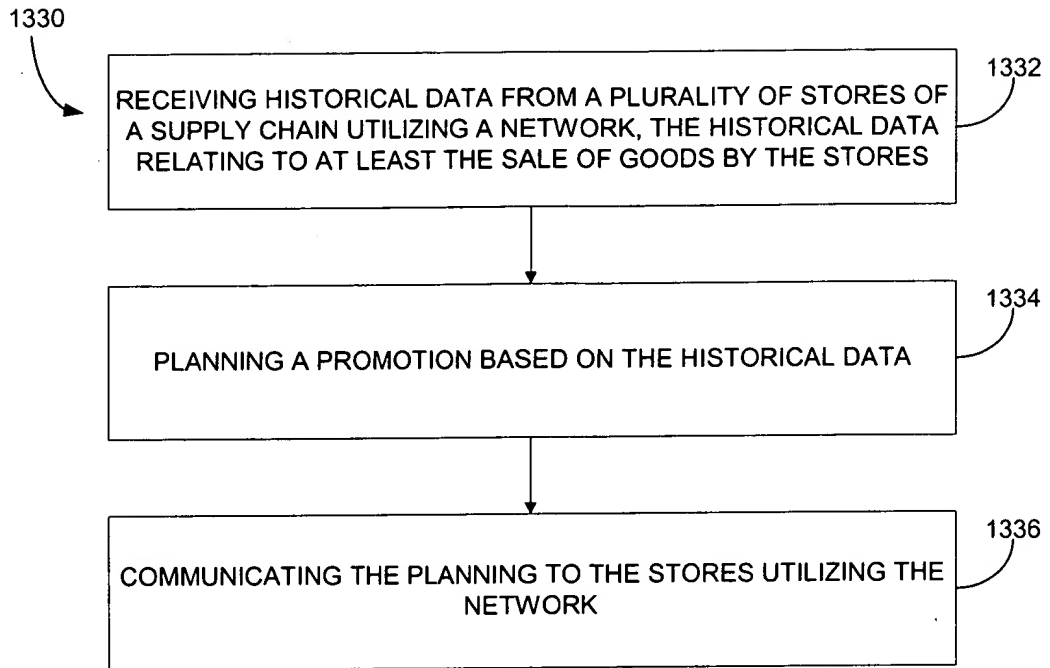 1330
1332
RECEIVING HISTORICAL DATA FROM A PLURALITY OF STORES OF
A SUPPLY CHAIN UTILIZING A NETWORK, THE HISTORICAL DATA
RELATING TO AT LEAST THE SALE OF GOODS BY THE STORES
1334
PLANNING A PROMOTION BASED ON THE HISTORICAL DATA
1336
COMMUNICATING THE PLANNING TO THE STORES UTILIZING THE
NETWORK